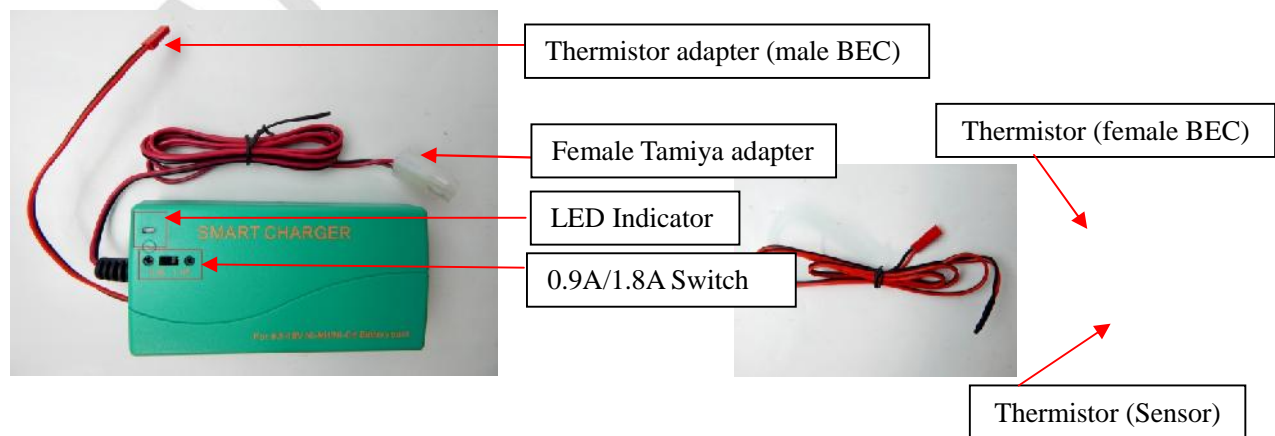 Thermistor adapter (male BEC)
Thermistor (female BEC)
Female Tamiya adapter
LED Indicator
SMART CHARGER
0.9A/1.8A Switch
Thermistor (Sensor)